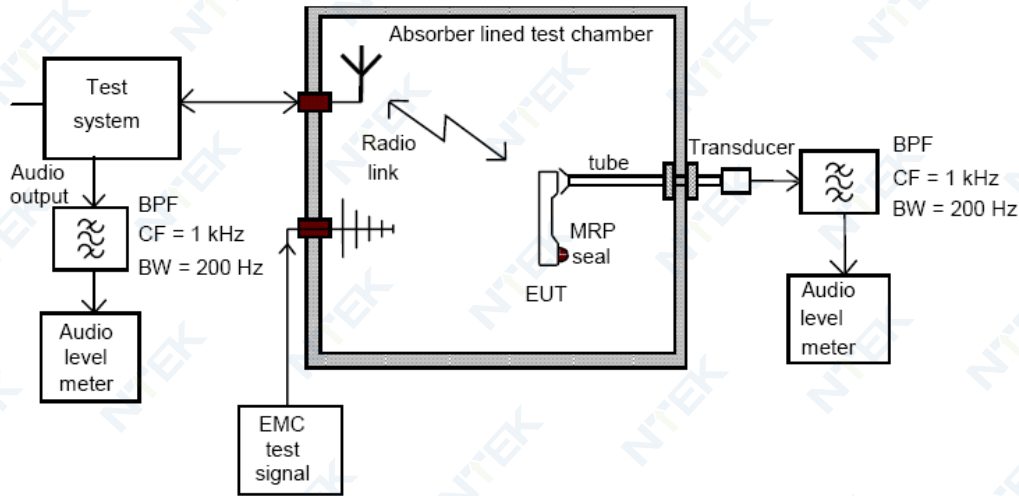 Absorber lined test chamber
Test
system
Audio
output
BPF
CF = 1 kHz
BW = 200 Hz
Audio
level
meter
Radio
link
EMC
test
signal
tube
MRP
seal
EUT
Transducer
BPF
CF = 1 kHz
BW = 200 Hz
Audio
level
meter
NTEK